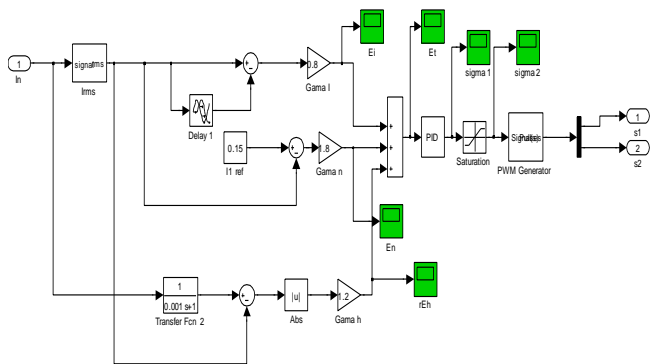 1
In
signal rms
Irms
Delay 1
+
-
0.8
Gama I
Ei
Et
sigma 1
sigma 2
0.15
I1 ref
+
-
1.8
Gama n
+
+
+
PID
Saturation
PWM Generator
1
s1
2
s2
En
1
0.001 s+1
Transfer Fcn 2
+
-
|u|
Abs
1.2
Gama h
rEh